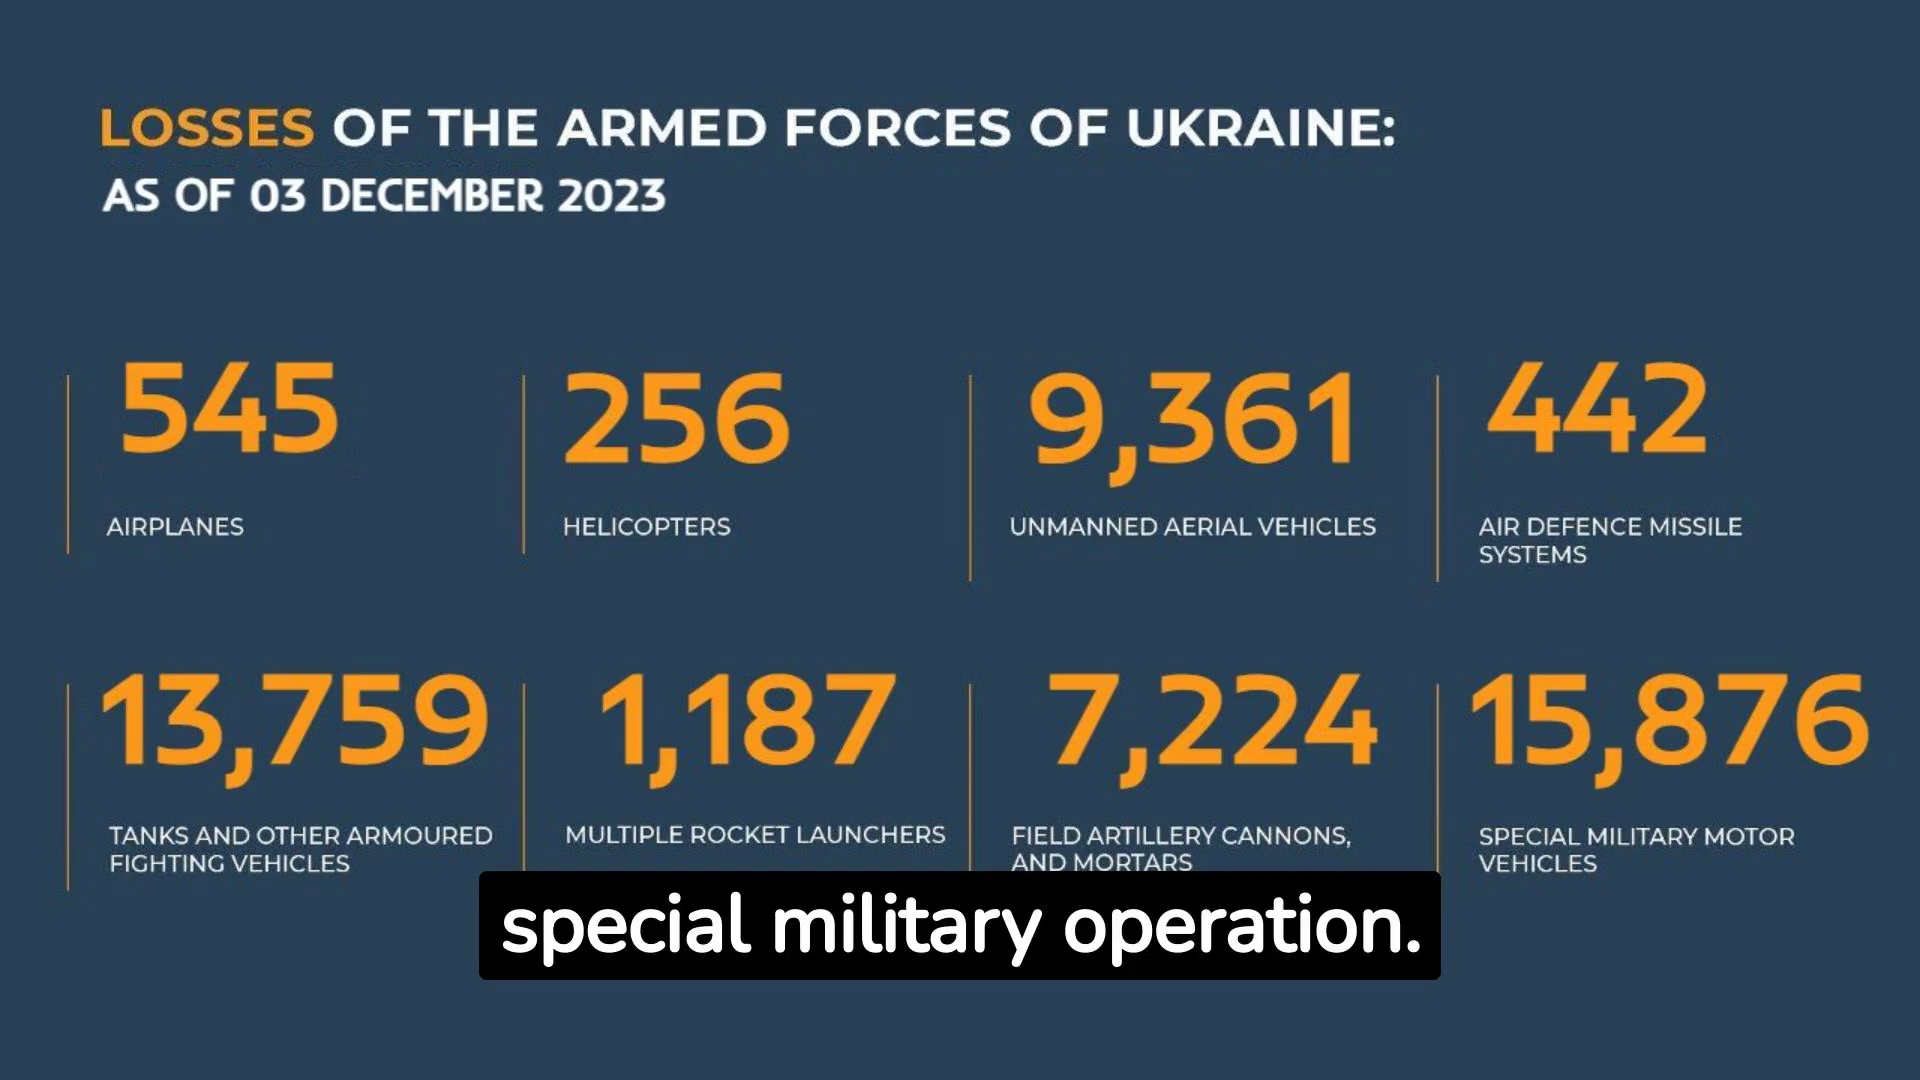 LOSSES OF THE ARMED FORCES OF UKRAINE:
AS OF 03 DECEMBER 2023
545
AIRPLANES
256
HELICOPTERS
9,361
UNMANNED AERIAL VEHICLES
442
AIR DEFENCE MISSILE
SYSTEMS
13,759
TANKS AND OTHER ARMOURED
FIGHTING VEHICLES
1,187
MULTIPLE ROCKET LAUNCHERS
7,224
FIELD ARTILLERY CANNONS,
AND MORTARS
15,876
SPECIAL MILITARY MOTOR
VEHICLES
special military operation.